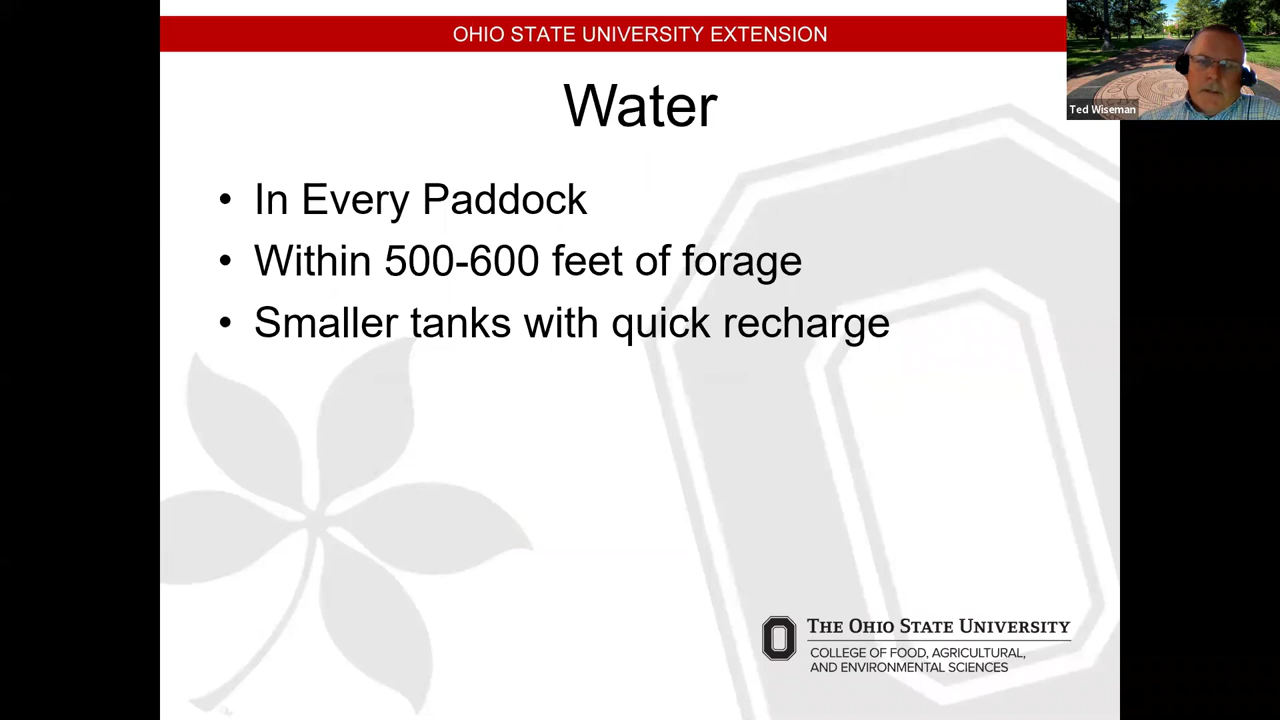 OHIO STATE UNIVERSITY EXTENSION
Ted Wiseman
Water
• In Every Paddock
• Within 500-600 feet of forage
• Smaller tanks with quick recharge
THE OHIO STATE UNIVERSITY
COLLEGE OF FOOD, AGRICULTURAL,
AND ENVIRONMENTAL SCIENCES